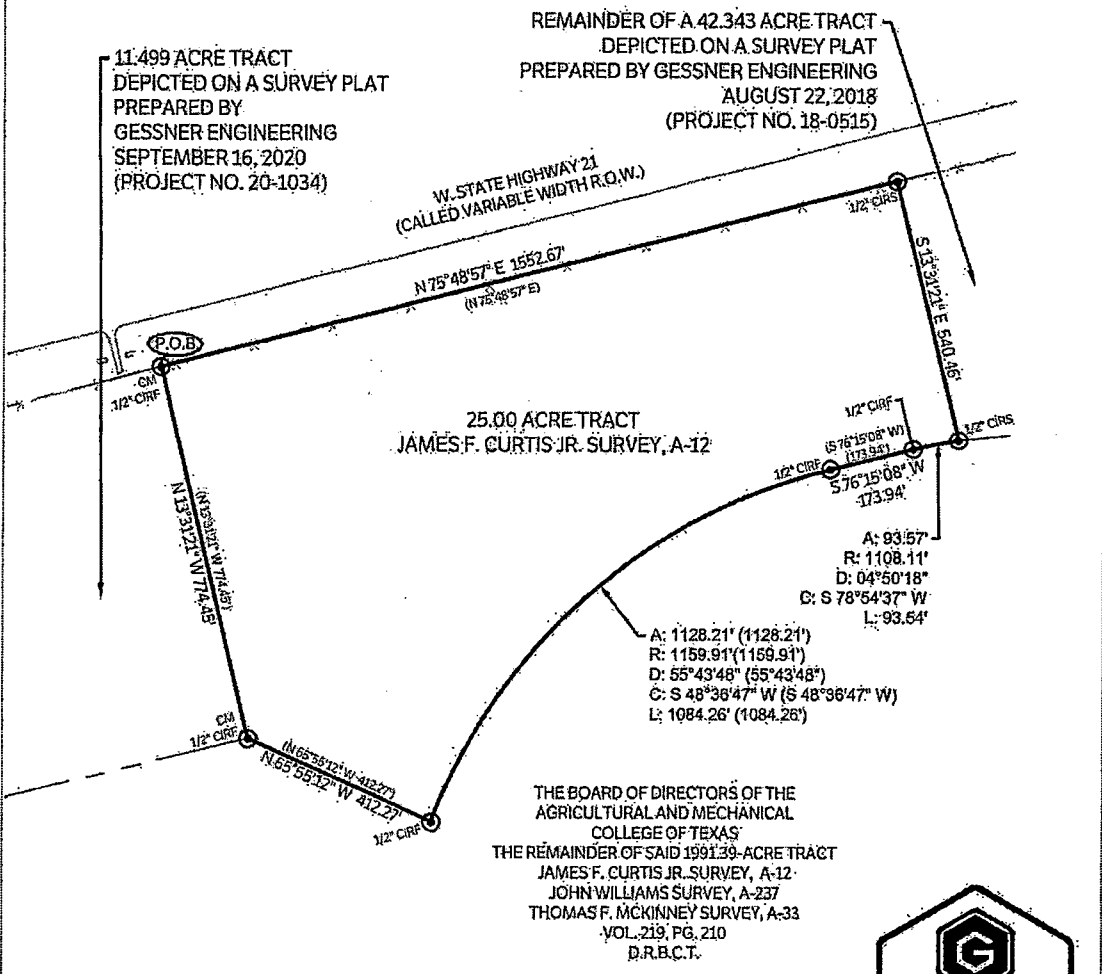 11.499 ACRE TRACT
DEPICTED ON A SURVEY PLAT
PREPARED BY
GESSNER ENGINEERING
SEPTEMBER 16, 2020
(PROJECT NO. 20-1034)
REMAINDER OF A 42.343 ACRE TRACT
DEPICTED ON A SURVEY PLAT
PREPARED BY GESSNER ENGINEERING
AUGUST 22, 2018
(PROJECT NO. 18-0515)
W. STATE HIGHWAY 21
(CALLED VARIABLE WIDTH R.O.W.)
N 75°48'57" E 1552.67'
(N 75°48'57" E)
1/2" CIRS
S 13°31'21" E 540.46'
P.O.B
CM
1/2" CIRF
25.00 ACRE TRACT
JAMES F. CURTIS JR. SURVEY, A-12
1/2" CIRF
1/2" CIRS
(S 76°15'08" W)
(173.94')
1/2" CIRF
S 76°15'08" W
173.94'
N 13°31'21" W 774.45'
(N 13°31'21" W 774.45')
A: 93.57'
R: 1108.11'
D: 04°50'18"
C: S 78°54'37" W
L: 93.54'
A: 1128.21' (1128.21')
R: 1159.91' (1159.91')
D: 55°43'48" (55°43'48")
C: S 48°36'47" W (S 48°36'47" W)
L: 1084.26' (1084.26')
CM
1/2" CIRF
(N 65°55'12" W 412.27')
N 65°55'12" W 412.27'
1/2" CIRF
THE BOARD OF DIRECTORS OF THE
AGRICULTURAL AND MECHANICAL
COLLEGE OF TEXAS
THE REMAINDER OF SAID 1991.39-ACRE TRACT
JAMES F. CURTIS JR. SURVEY, A-12
JOHN WILLIAMS SURVEY, A-237
THOMAS F. MCKINNEY SURVEY, A-33
VOL. 219, PG. 210
D.R.B.C.T.
G